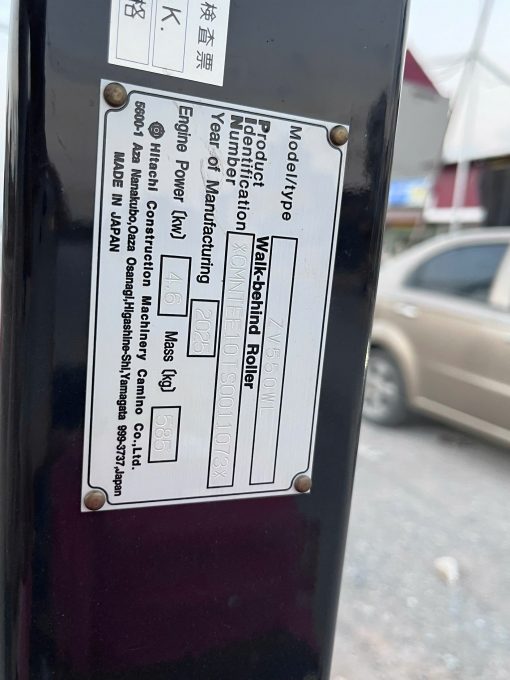 検査票
K.
格
Model/type
Walk-behind Roller
Product
Identification
Number
Year of Manufacturing 2025
Engine Power (kw) 4.6 Mass (kg) 585
Hitachi Construction Machinery Camino Co.,Ltd.
5600-1 Aza Nanakubo,Oaza Osanagi,Higashine-Shi,Yamagata 999-3737,Japan
MADE IN JAPAN